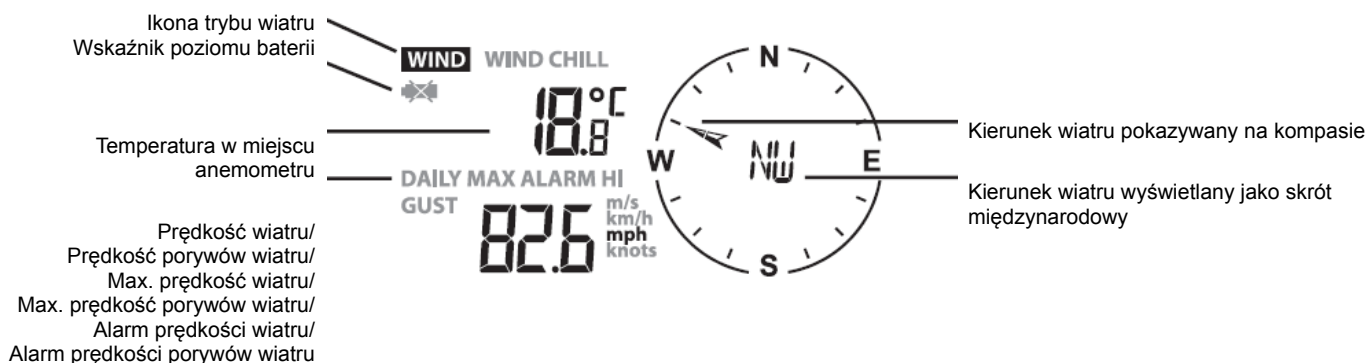 Ikona trybu wiatru
Wskaźnik poziomu baterii
WIND WIND CHILL
18.8 °C
Temperatura w miejscu
anemometru
DAILY MAX ALARM HI
GUST
82.6
m/s
km/h
mph
knots
Prędkość wiatru/
Prędkość porywów wiatru/
Max. prędkość wiatru/
Max. prędkość porywów wiatru/
Alarm prędkości wiatru/
Alarm prędkości porywów wiatru
N
W
NW
E
S
Kierunek wiatru pokazywany na kompasie
Kierunek wiatru wyświetlany jako skrót
międzynarodowy